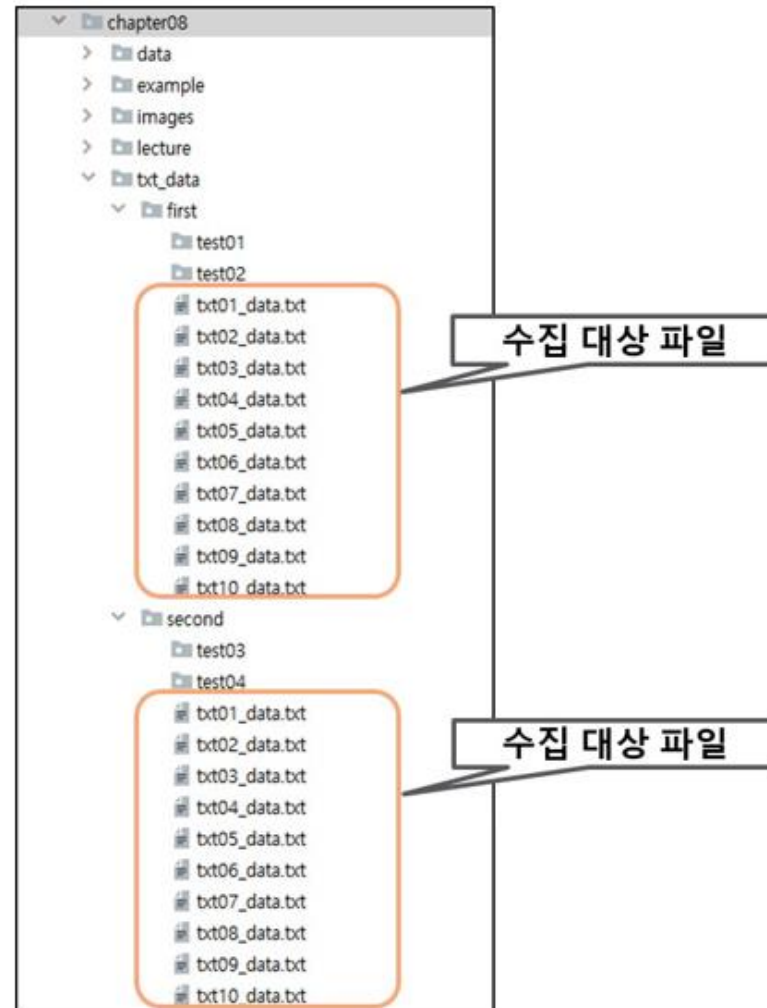 chapter08
data
example
images
lecture
txt_data
first
test01
test02
txt01_data.txt
txt02_data.txt
수집 대상 파일
txt03_data.txt
txt04_data.txt
txt05_data.txt
txt06_data.txt
txt07_data.txt
txt08_data.txt
txt09_data.txt
txt10_data.txt
second
test03
test04
txt01_data.txt
txt02_data.txt
수집 대상 파일
txt03_data.txt
txt04_data.txt
txt05_data.txt
txt06_data.txt
txt07_data.txt
txt08_data.txt
txt09_data.txt
txt10_data.txt